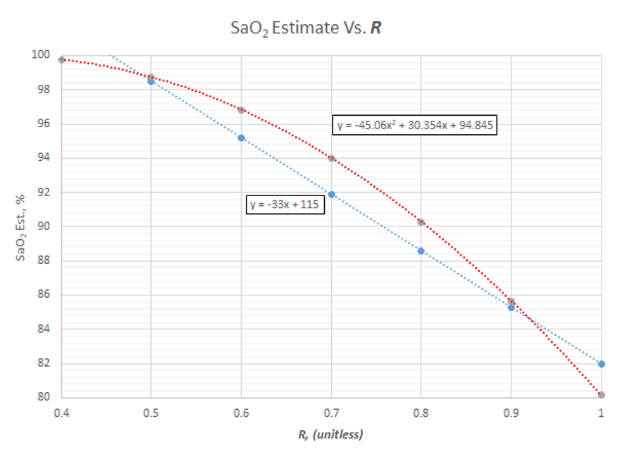 SaO₂ Estimate Vs. R
100
98
96
94
92
90
88
86
84
82
80
SaO₂ Est., %
y = -45.06x² + 30.354x + 94.845
y = -33x + 115
0.4 0.5 0.6 0.7 0.8 0.9 1
R, (unitless)